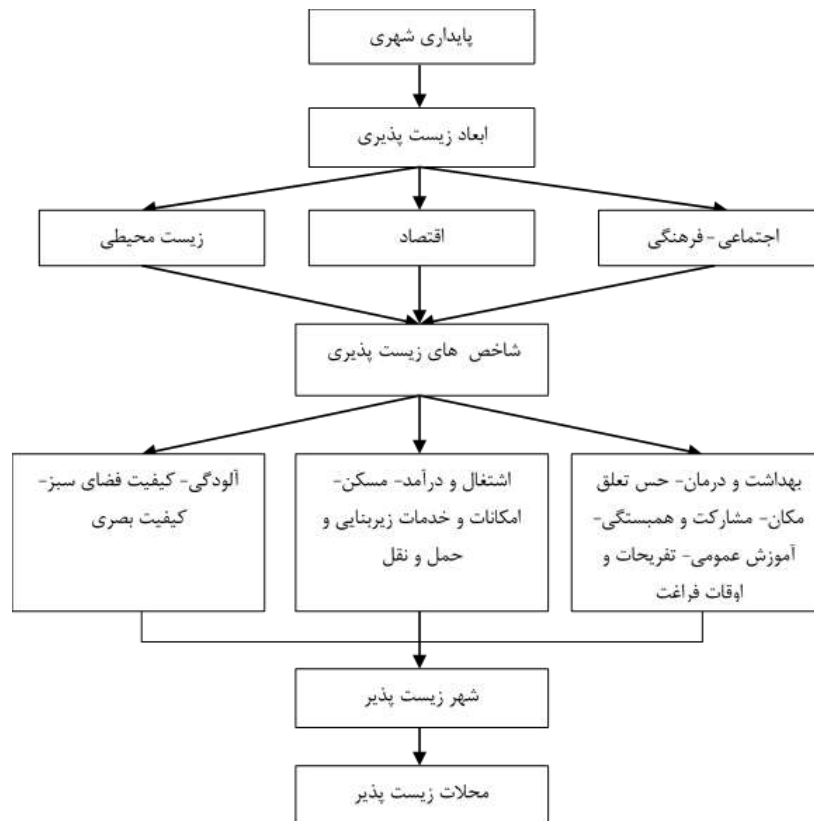 پایداری شهری
ابعاد زیست پذیری
اجتماعی-فرهنگی
اقتصاد
زیست محیطی
شاخص های زیست پذیری
بهداشت و درمان- حس تعلق
مکان- مشارکت و همبستگی-
آموزش عمومی- تفریحات و
اوقات فراغت
اشتغال و درآمد- مسکن-
امکانات و خدمات زیربنایی و
حمل و نقل
آلودگی- کیفیت فضای سبز-
کیفیت بصری
شهر زیست پذیر
محلات زیست پذیر